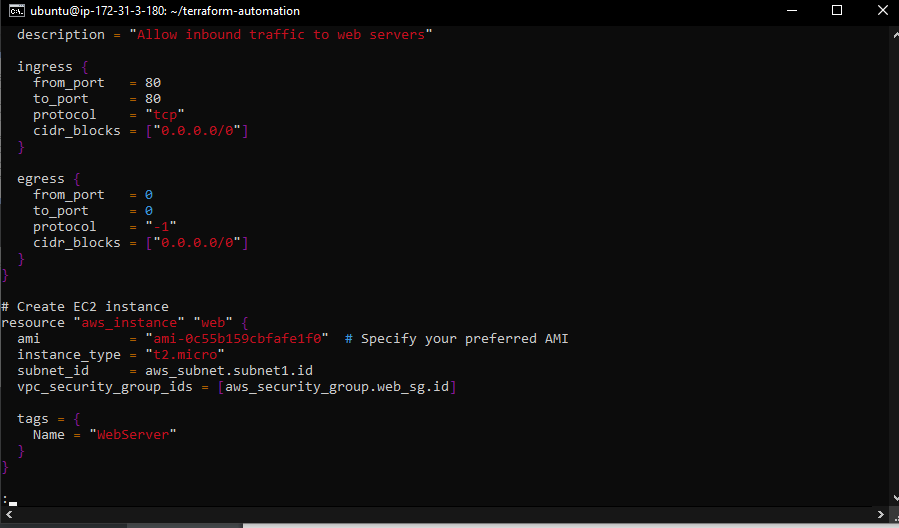 ubuntu@ip-172-31-3-180: ~/terraform-automation
  description = "Allow inbound traffic to web servers"

  ingress {
    from_port   = 80
    to_port     = 80
    protocol    = "tcp"
    cidr_blocks = ["0.0.0.0/0"]
  }

  egress {
    from_port   = 0
    to_port     = 0
    protocol    = "-1"
    cidr_blocks = ["0.0.0.0/0"]
  }
}

# Create EC2 instance
resource "aws_instance" "web" {
  ami           = "ami-0c55b159cbfafe1f0"  # Specify your preferred AMI
  instance_type = "t2.micro"
  subnet_id     = aws_subnet.subnet1.id
  vpc_security_group_ids = [aws_security_group.web_sg.id]

  tags = {
    Name = "WebServer"
  }
}

: